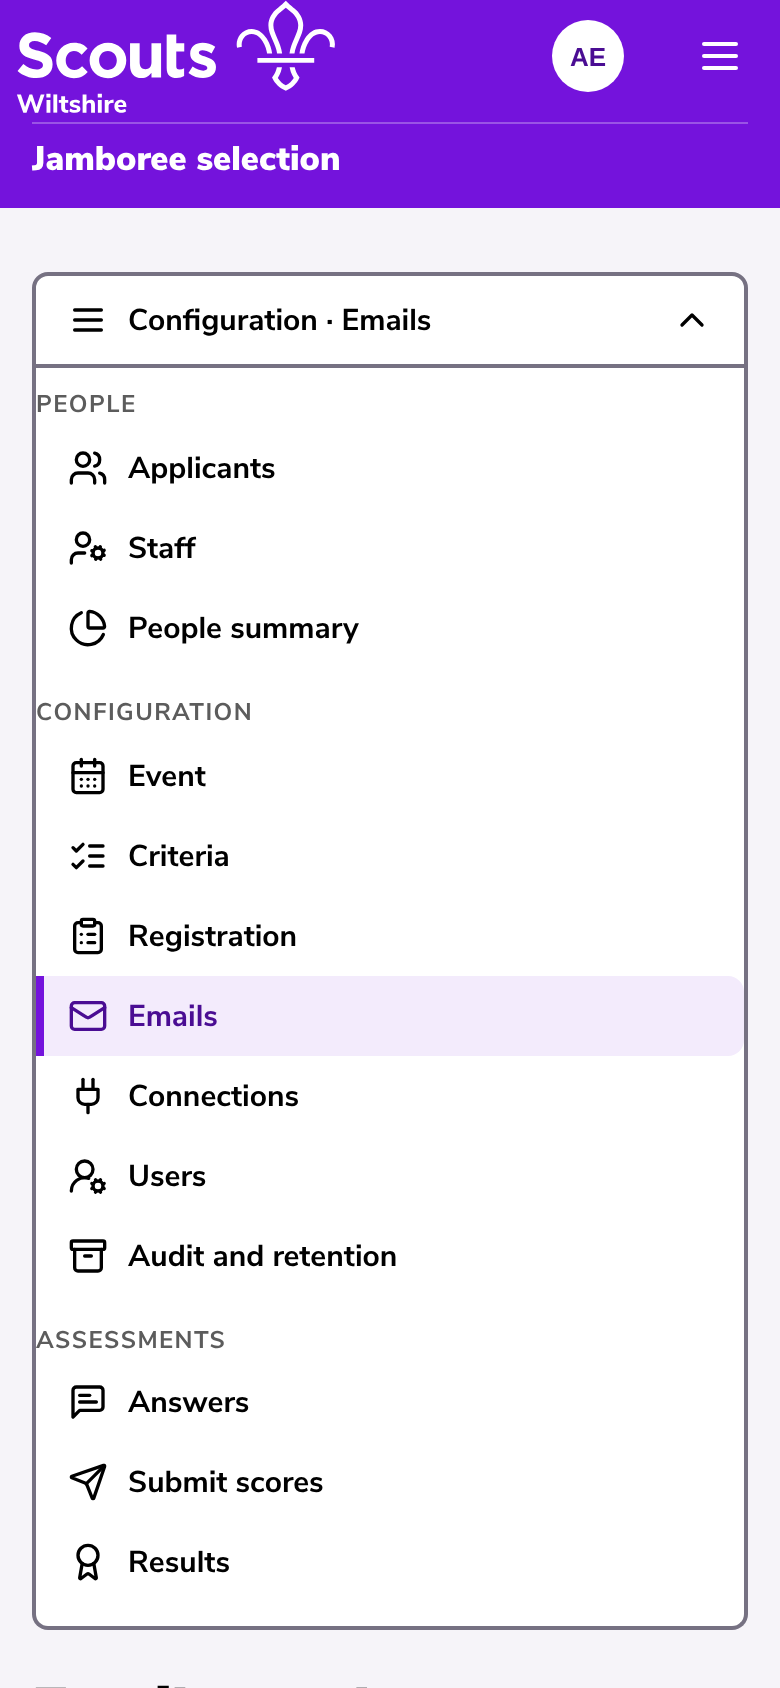 Scouts
Wiltshire
AE
Jamboree selection
Configuration · Emails
PEOPLE
Applicants
Staff
People summary
CONFIGURATION
Event
Criteria
Registration
Emails
Connections
Users
Audit and retention
ASSESSMENTS
Answers
Submit scores
Results